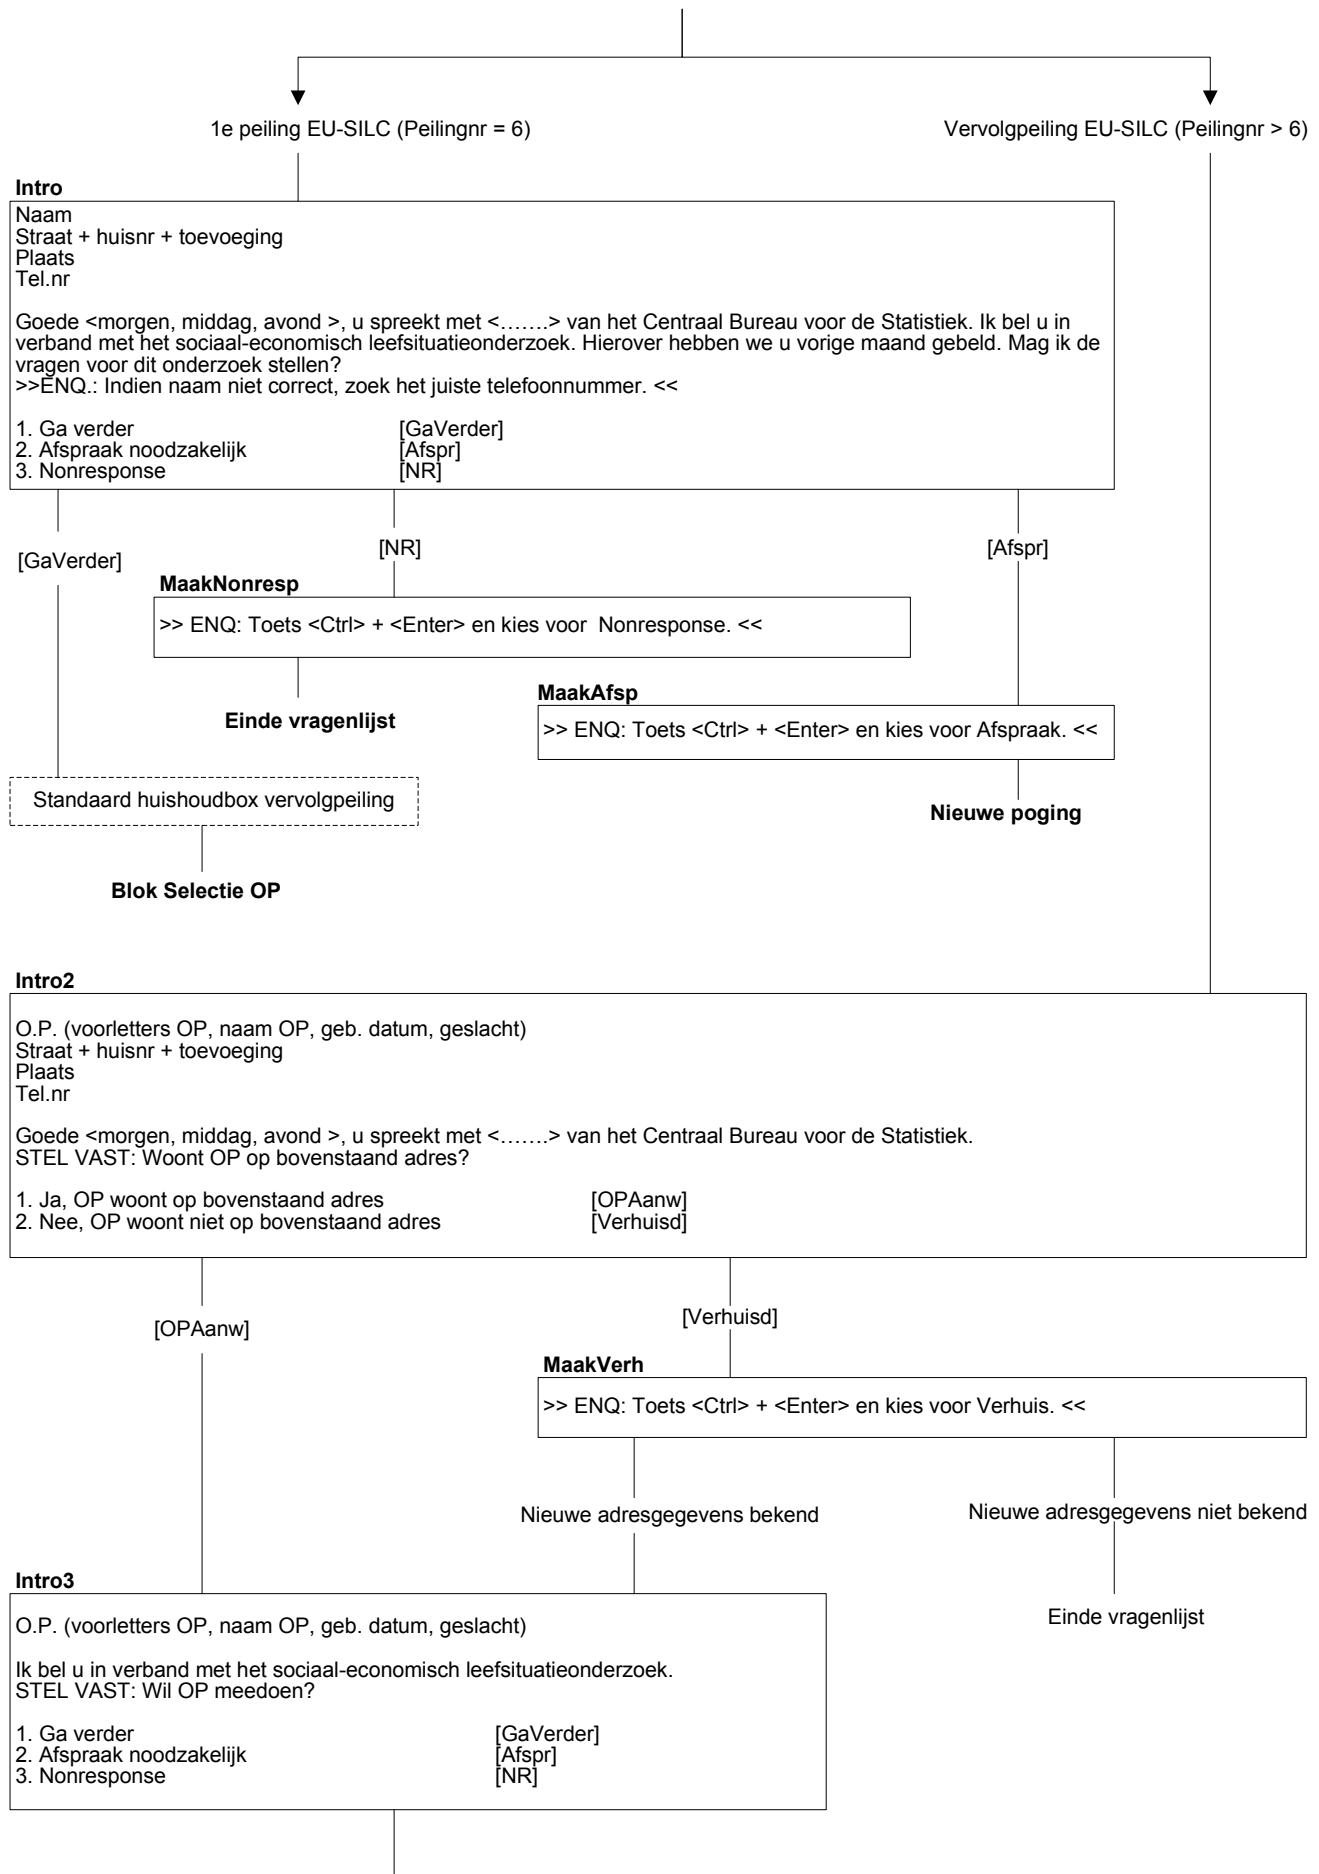 1e peiling EU-SILC (Peilingnr = 6)
Vervolgpeiling EU-SILC (Peilingnr > 6)
Intro
Naam
Straat + huisnr + toevoeging
Plaats
Tel.nr
Goede <morgen, middag, avond >, u spreekt met <…….> van het Centraal Bureau voor de Statistiek. Ik bel u in
verband met het sociaal-economisch leefsituatieonderzoek. Hierover hebben we u vorige maand gebeld. Mag ik de
vragen voor dit onderzoek stellen?
>>ENQ.: Indien naam niet correct, zoek het juiste telefoonnummer. <<
1. Ga verder [GaVerder]
2. Afspraak noodzakelijk [Afspr]
3. Nonresponse [NR]
[GaVerder]
[NR]
[Afspr]
MaakNonresp
>> ENQ: Toets <Ctrl> + <Enter> en kies voor  Nonresponse. <<
Einde vragenlijst
MaakAfsp
>> ENQ: Toets <Ctrl> + <Enter> en kies voor Afspraak. <<
Nieuwe poging
Standaard huishoudbox vervolgpeiling
Blok Selectie OP
Intro2
O.P. (voorletters OP, naam OP, geb. datum, geslacht)
Straat + huisnr + toevoeging
Plaats
Tel.nr
Goede <morgen, middag, avond >, u spreekt met <…….> van het Centraal Bureau voor de Statistiek.
STEL VAST: Woont OP op bovenstaand adres?
1. Ja, OP woont op bovenstaand adres [OPAanw]
2. Nee, OP woont niet op bovenstaand adres [Verhuisd]
[OPAanw]
[Verhuisd]
MaakVerh
>> ENQ: Toets <Ctrl> + <Enter> en kies voor Verhuis. <<
Nieuwe adresgegevens bekend
Nieuwe adresgegevens niet bekend
Einde vragenlijst
Intro3
O.P. (voorletters OP, naam OP, geb. datum, geslacht)
Ik bel u in verband met het sociaal-economisch leefsituatieonderzoek.
STEL VAST: Wil OP meedoen?
1. Ga verder [GaVerder]
2. Afspraak noodzakelijk [Afspr]
3. Nonresponse [NR]